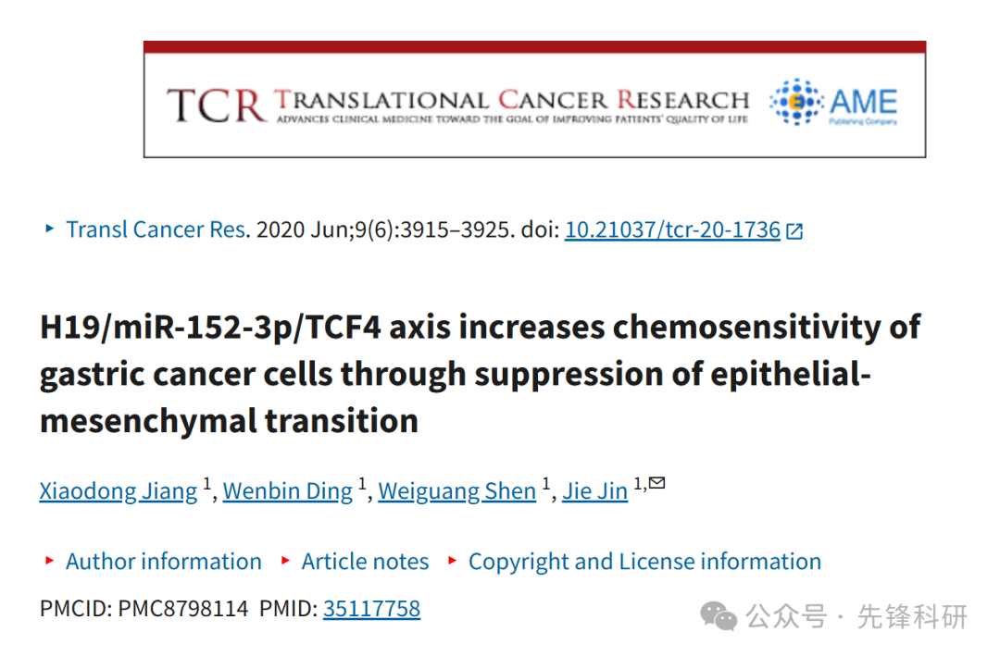 TCR TRANSLATIONAL CANCER RESEARCH
ADVANCES CLINICAL MEDICINE TOWARD THE GOAL OF IMPROVING PATIENTS' QUALITY OF LIFE
AME
Publishing Company
Transl Cancer Res. 2020 Jun;9(6):3915–3925. doi: 10.21037/tcr-20-1736
H19/miR-152-3p/TCF4 axis increases chemosensitivity of
gastric cancer cells through suppression of epithelial-
mesenchymal transition
Xiaodong Jiang 1, Wenbin Ding 1, Weiguang Shen 1, Jie Jin 1,✉
Author information Article notes Copyright and License information
PMCID: PMC8798114 PMID: 35117758
公众号 · 先锋科研